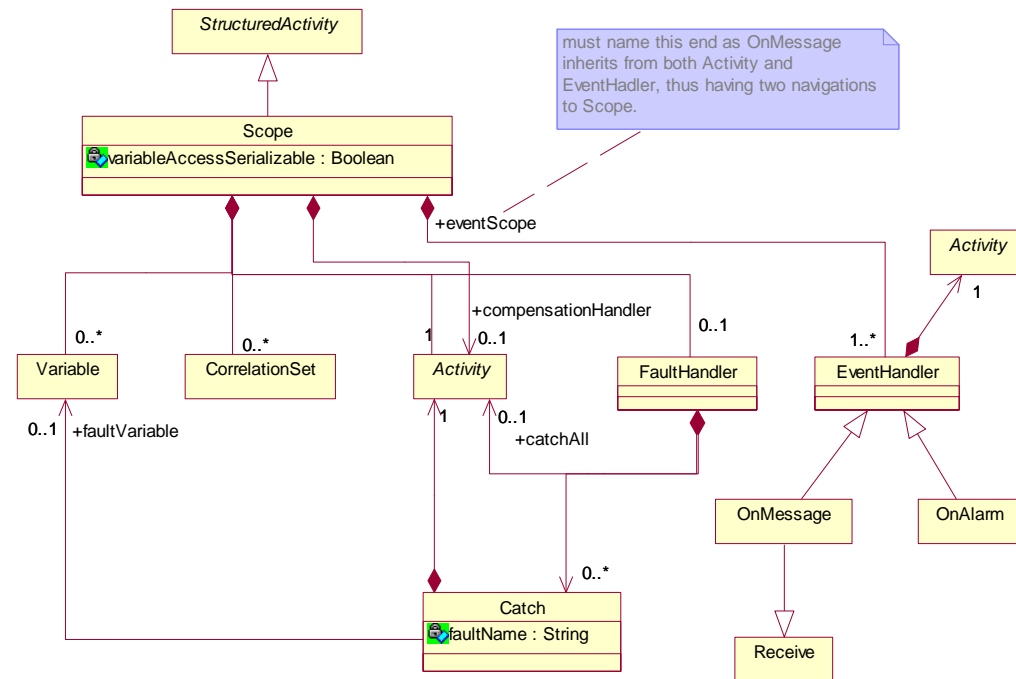 StructuredActivity
must name this end as OnMessage
inherits from both Activity and
EventHadler, thus having two navigations
to Scope.
Scope
variableAccessSerializable : Boolean
+eventScope
Activity
1
+compensationHandler
0..*
0..*
1
0..1
0..1
1..*
Variable
CorrelationSet
Activity
FaultHandler
EventHandler
0..1
+faultVariable
1
0..1
+catchAll
OnMessage
OnAlarm
0..*
Catch
faultName : String
Receive